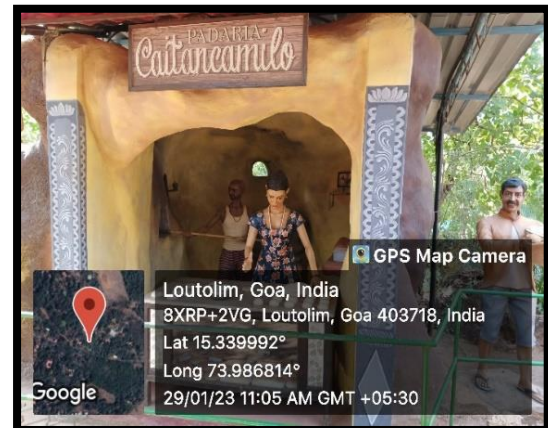 PADARIA
Caitancamilo
GPS Map Camera
Loutolim, Goa, India
8XRP+2VG, Loutolim, Goa 403718, India
Lat 15.339992°
Long 73.986814°
29/01/23 11:05 AM GMT +05:30
Google